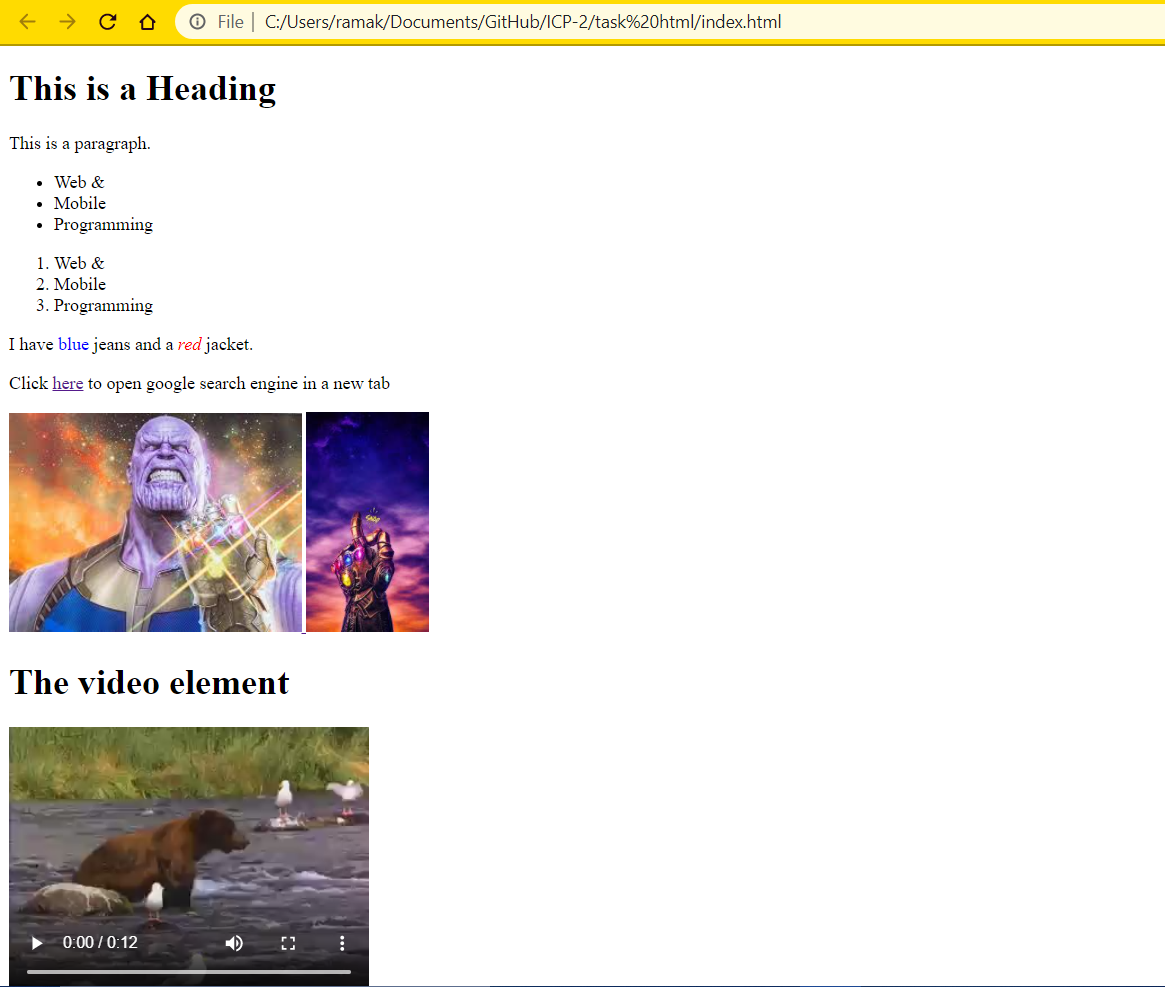 File | C:/Users/ramak/Documents/GitHub/ICP-2/task%20html/index.html
This is a Heading
This is a paragraph.
• Web &
• Mobile
• Programming
1. Web &
2. Mobile
3. Programming
I have blue jeans and a red jacket.
Click here to open google search engine in a new tab
SNAP
The video element
0:00 / 0:12